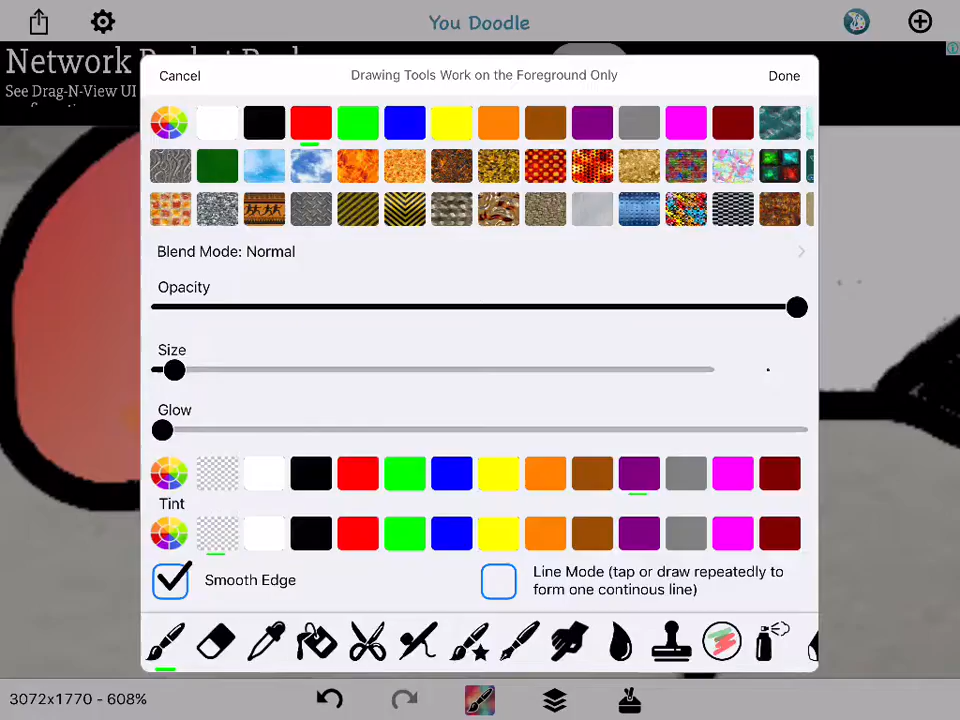 You Doodle
Network
See Drag-N-View UI
Cancel
Drawing Tools Work on the Foreground Only
Done
Blend Mode: Normal
Opacity
Size
Glow
Tint
Smooth Edge
Line Mode (tap or draw repeatedly to
form one continous line)
3072x1770 - 608%